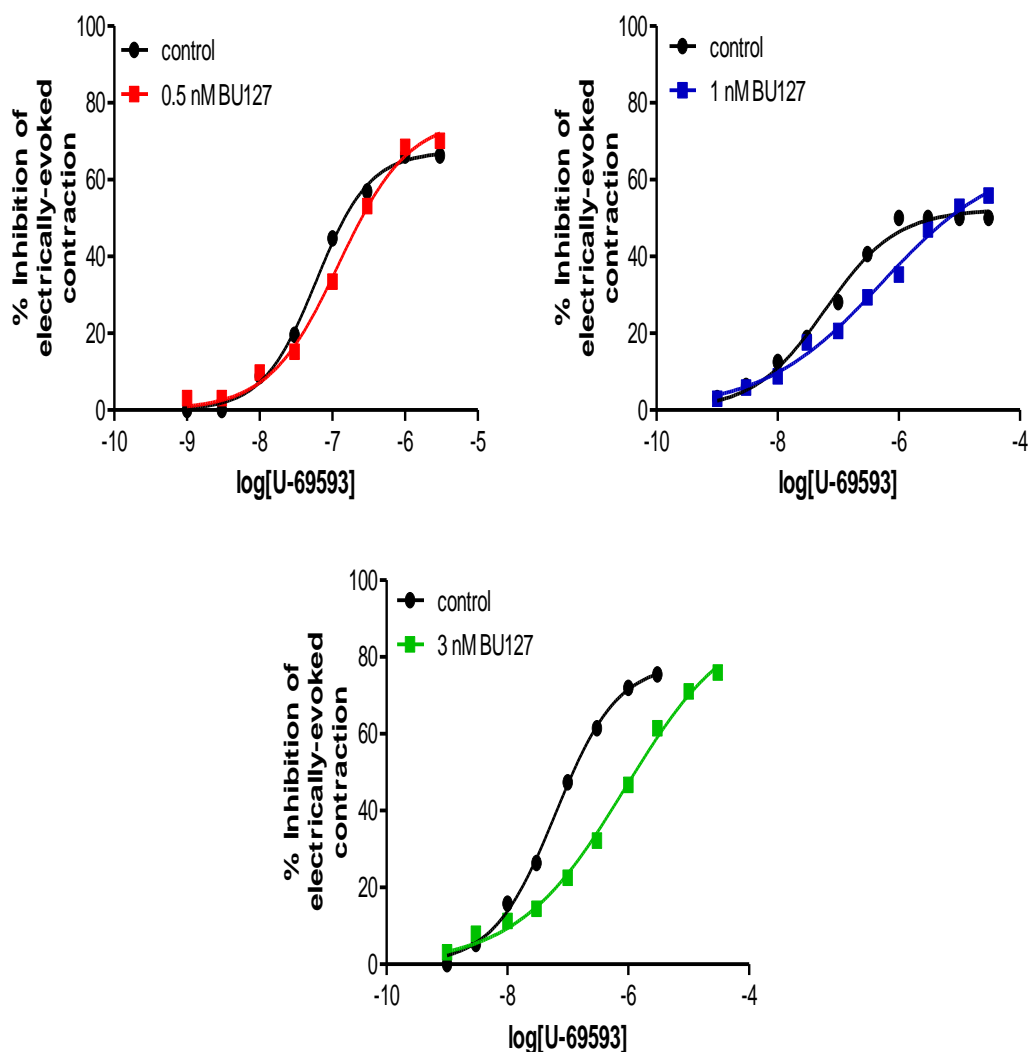 % Inhibition of
electrically-evoked
contraction
100
80
60
40
20
0
control
0.5 nM BU127
-10
-9
-8
-7
-6
-5
log[U-69593]
% Inhibition of
electrically-evoked
contraction
100
80
60
40
20
0
control
1 nM BU127
-10
-8
-6
-4
log[U-69593]
% Inhibition of
electrically-evoked
contraction
100
80
60
40
20
0
control
3 nM BU127
-10
-8
-6
-4
log[U-69593]